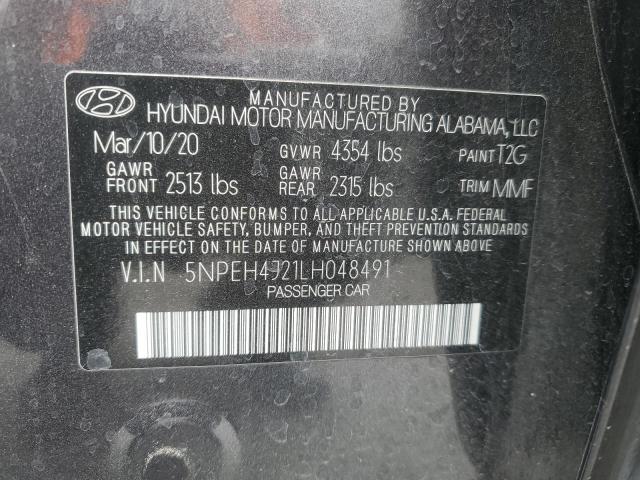 MANUFACTURED BY
HYUNDAI MOTOR MANUFACTURING ALABAMA, LLC
Mar/10/20 GVWR 4354 lbs PAINT T2G
GAWR FRONT 2513 lbs GAWR REAR 2315 lbs TRIM MMF
THIS VEHICLE CONFORMS TO ALL APPLICABLE U.S.A. FEDERAL
MOTOR VEHICLE SAFETY, BUMPER, AND THEFT PREVENTION STANDARDS
IN EFFECT ON THE DATE OF MANUFACTURE SHOWN ABOVE
V.I.N 5NPEH4J21LH048491
PASSENGER CAR